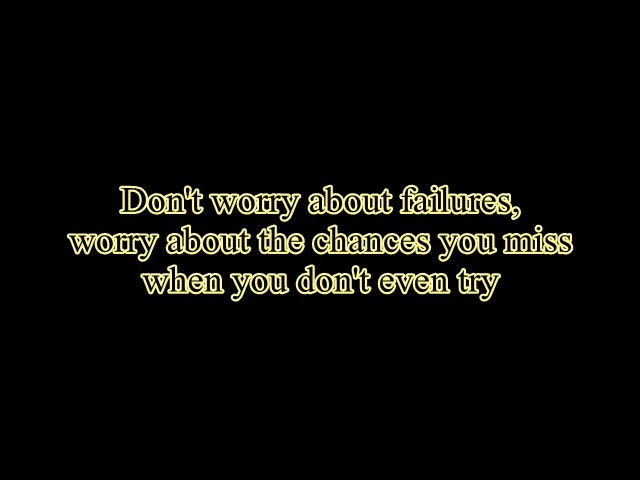 Don't worry about failures,
worry about the chances you miss
when you don't even try